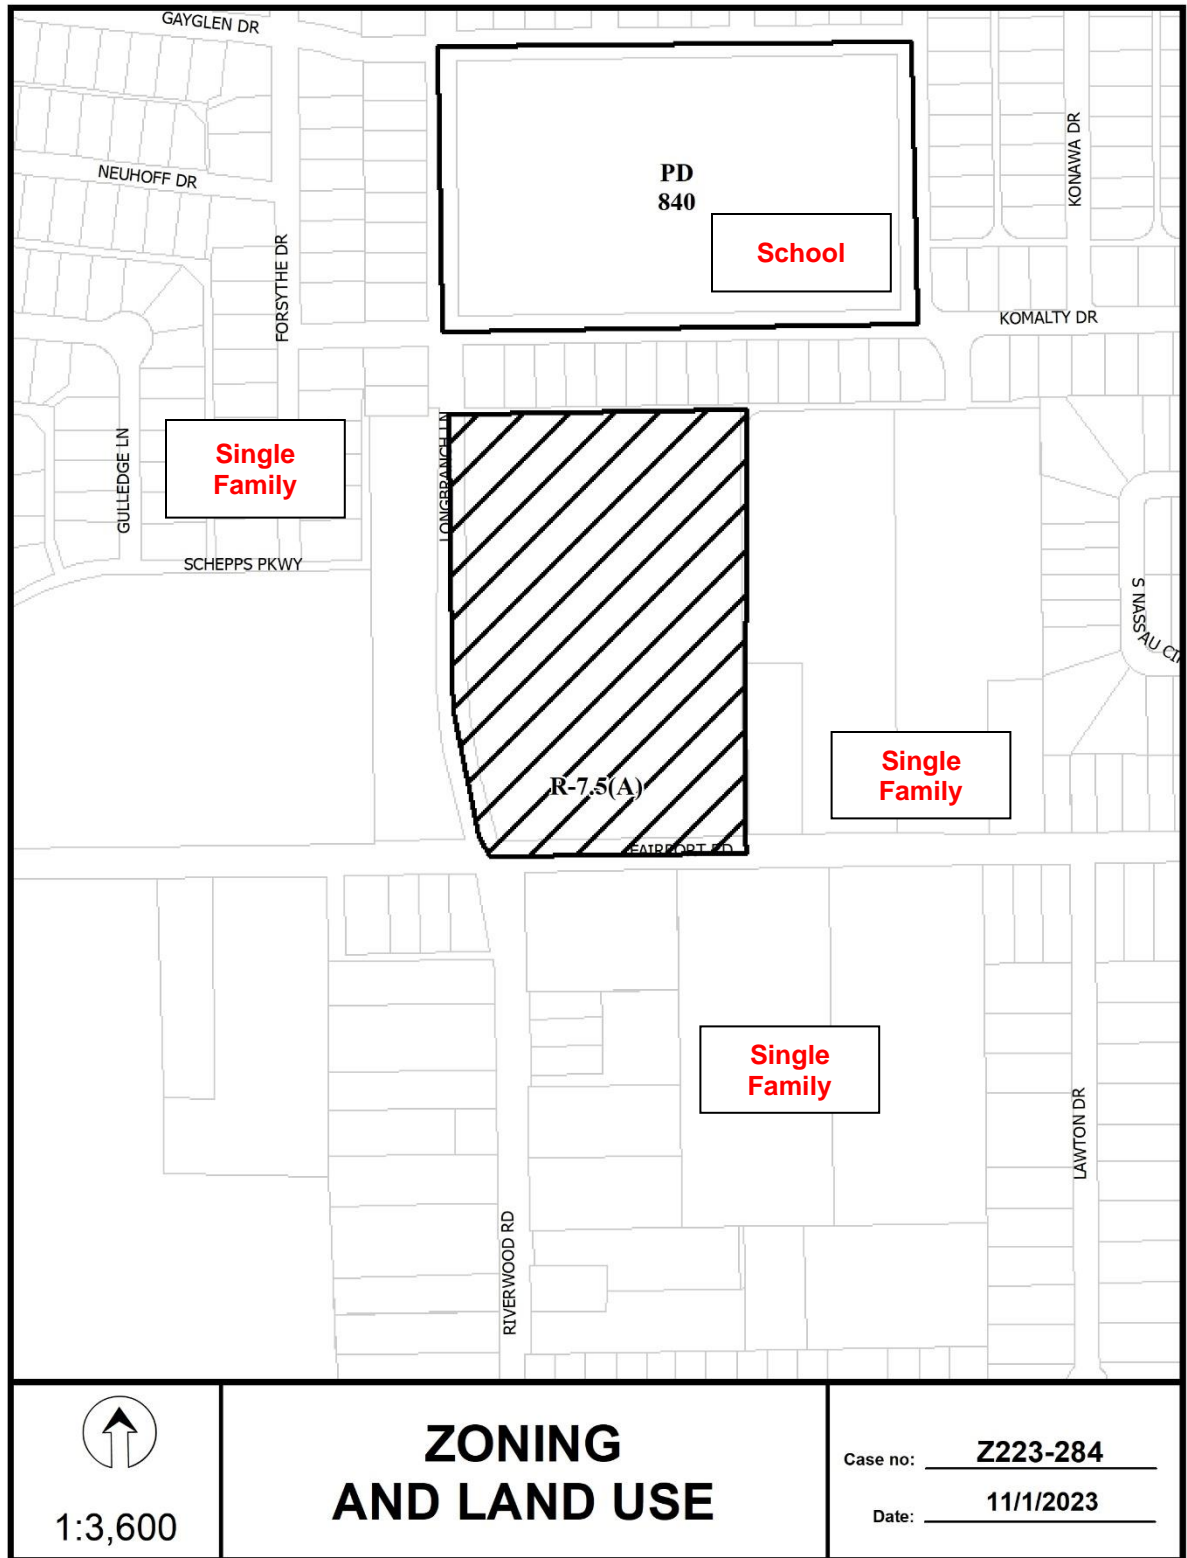 GAYGLEN DR
NEUHOFF DR
FORSYTHE DR
KONAWA DR
PD
840
School
KOMALTY DR
GULLEDGE LN
Single
Family
LONGBRANCH LN
SCHEPPS PKWY
S NASSAU CIR
R-7.5(A)
Single
Family
FAIRPORT RD
Single
Family
LAWTON DR
RIVERWOOD RD
1:3,600
ZONING
AND LAND USE
Case no: Z223-284
Date: 11/1/2023